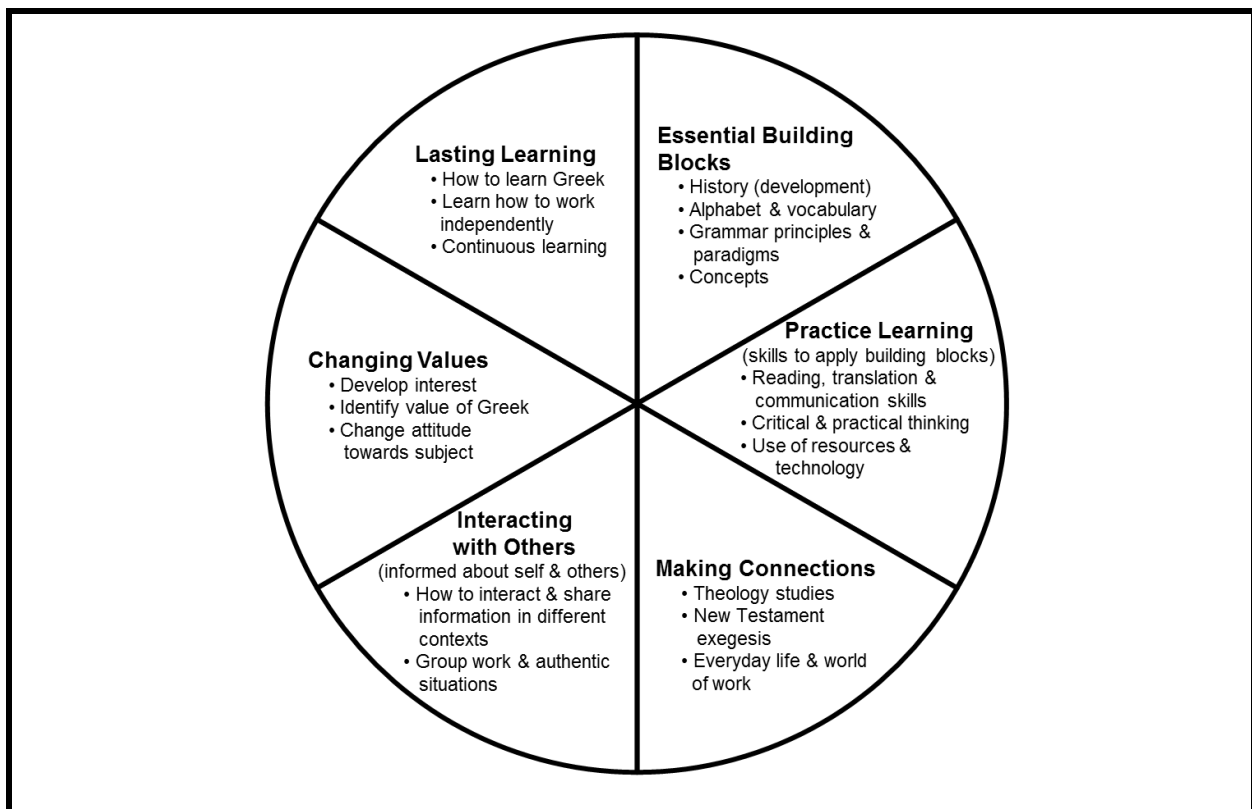 Essential Building
Blocks
• History (development)
• Alphabet & vocabulary
• Grammar principles &
paradigms
• Concepts
Practice Learning
(skills to apply building blocks)
• Reading, translation &
communication skills
• Critical & practical thinking
• Use of resources &
technology
Making Connections
• Theology studies
• New Testament
exegesis
• Everyday life & world
of work
Interacting
with Others
(informed about self & others)
• How to interact & share
information in different
contexts
• Group work & authentic
situations
Changing Values
• Develop interest
• Identify value of Greek
• Change attitude
towards subject
Lasting Learning
• How to learn Greek
• Learn how to work
independently
• Continuous learning